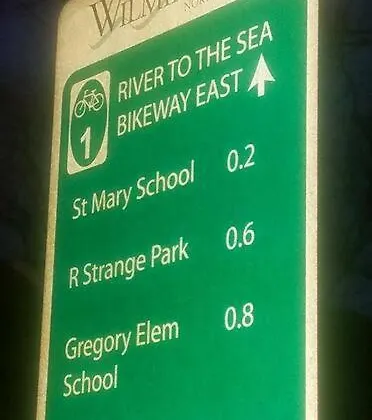 RIVER TO THE SEA
BIKEWAY EAST
1
St Mary School 0.2
R Strange Park 0.6
Gregory Elem 0.8
School